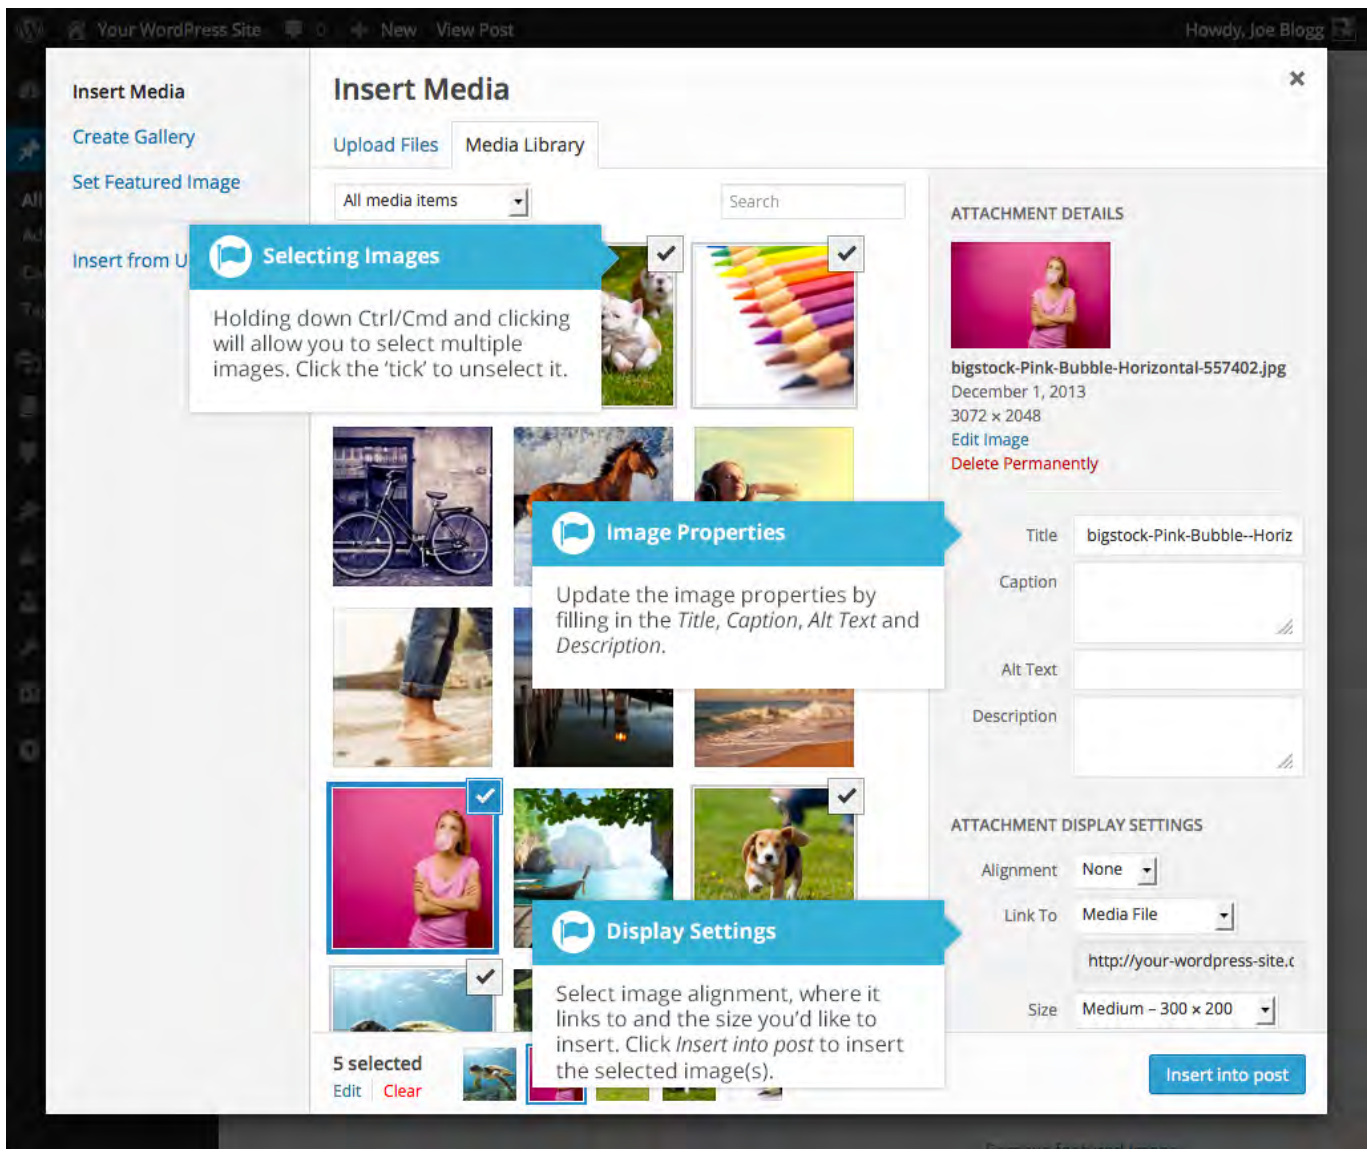 Your WordPress Site
0
New
View Post
Howdy, Joe Blogg
Insert Media
Create Gallery
Set Featured Image
Insert from U
Insert Media
×
Upload Files
Media Library
All media items
Search
Selecting Images
Holding down Ctrl/Cmd and clicking
will allow you to select multiple
images. Click the ‘tick’ to unselect it.
ATTACHMENT DETAILS
bigstock-Pink-Bubble-Horizontal-557402.jpg
December 1, 2013
3072 × 2048
Edit Image
Delete Permanently
Image Properties
Update the image properties by
filling in the Title, Caption, Alt Text and
Description.
Title
bigstock-Pink-Bubble--Horiz
Caption
Alt Text
Description
ATTACHMENT DISPLAY SETTINGS
Alignment
None
Link To
Media File
http://your-wordpress-site.c
Size
Medium – 300 × 200
Display Settings
Select image alignment, where it
links to and the size you’d like to
insert. Click Insert into post to insert
the selected image(s).
5 selected
Edit
Clear
Insert into post